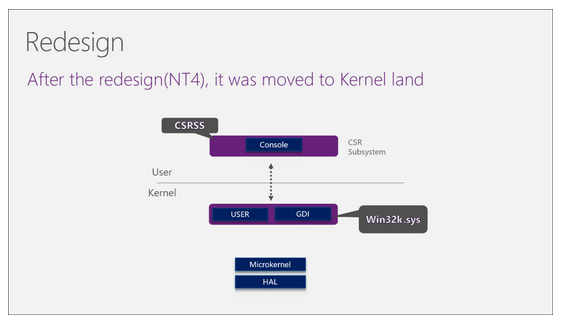 Redesign
After the redesign(NT4), it was moved to Kernel land
CSRSS
Console
CSR
Subsystem
User
Kernel
USER
GDI
Win32k.sys
Microkernel
HAL